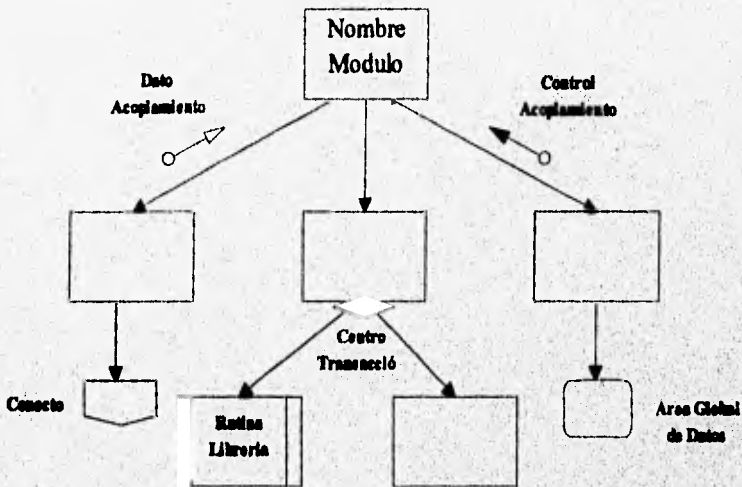 Nombre
Modulo
Dato
Acoplamiento
Control
Acoplamiento
Centro
Transacció
Conecto
Rutina
Libreria
Area Global
de Datos